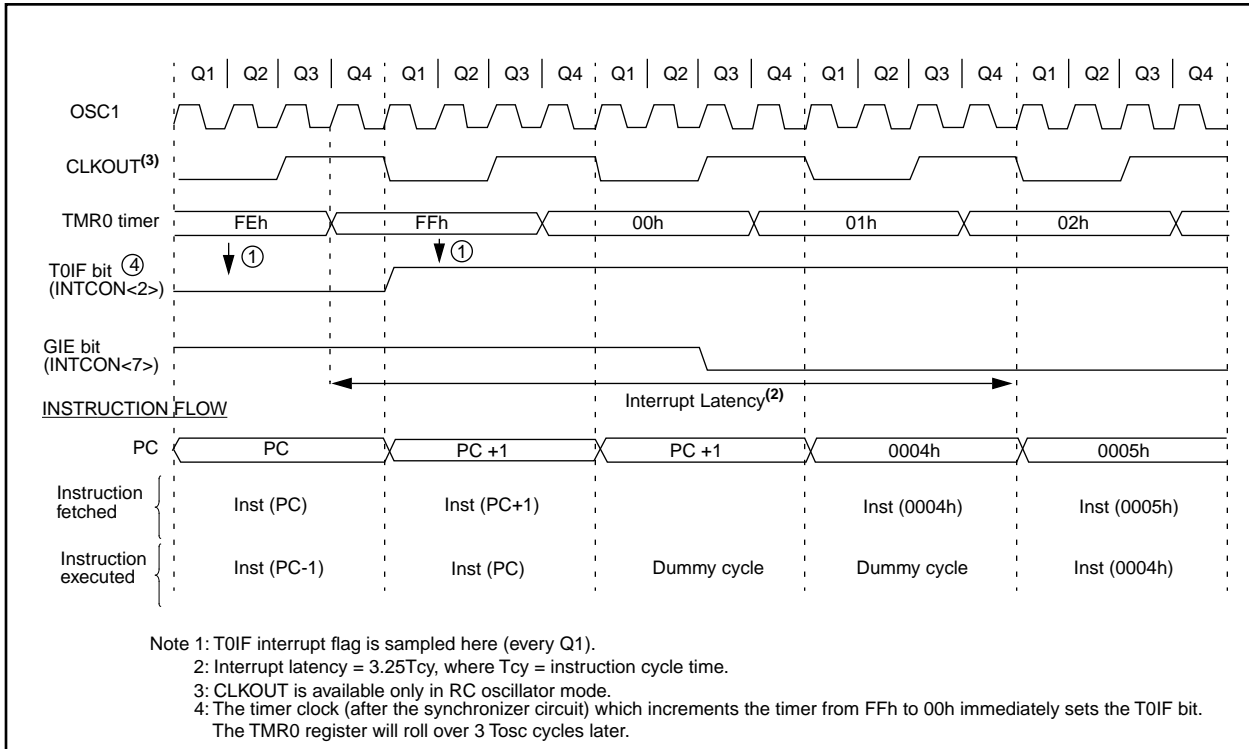 Q1 Q2 Q3 Q4 Q1 Q2 Q3 Q4 Q1 Q2 Q3 Q4 Q1 Q2 Q3 Q4 Q1 Q2 Q3 Q4
OSC1
CLKOUT(3)
TMR0 timer FEh FFh 00h 01h 02h
1 1
T0IF bit 4
(INTCON<2>)
GIE bit
(INTCON<7>)
Interrupt Latency(2)
INSTRUCTION FLOW
PC PC PC +1 PC +1 0004h 0005h
Instruction
fetched
Inst (PC) Inst (PC+1) Inst (0004h) Inst (0005h)
Instruction
executed
Inst (PC-1) Inst (PC) Dummy cycle Dummy cycle Inst (0004h)
Note 1: T0IF interrupt flag is sampled here (every Q1).
2: Interrupt latency = 3.25Tcy, where Tcy = instruction cycle time.
3: CLKOUT is available only in RC oscillator mode.
4: The timer clock (after the synchronizer circuit) which increments the timer from FFh to 00h immediately sets the T0IF bit.
The TMR0 register will roll over 3 Tosc cycles later.